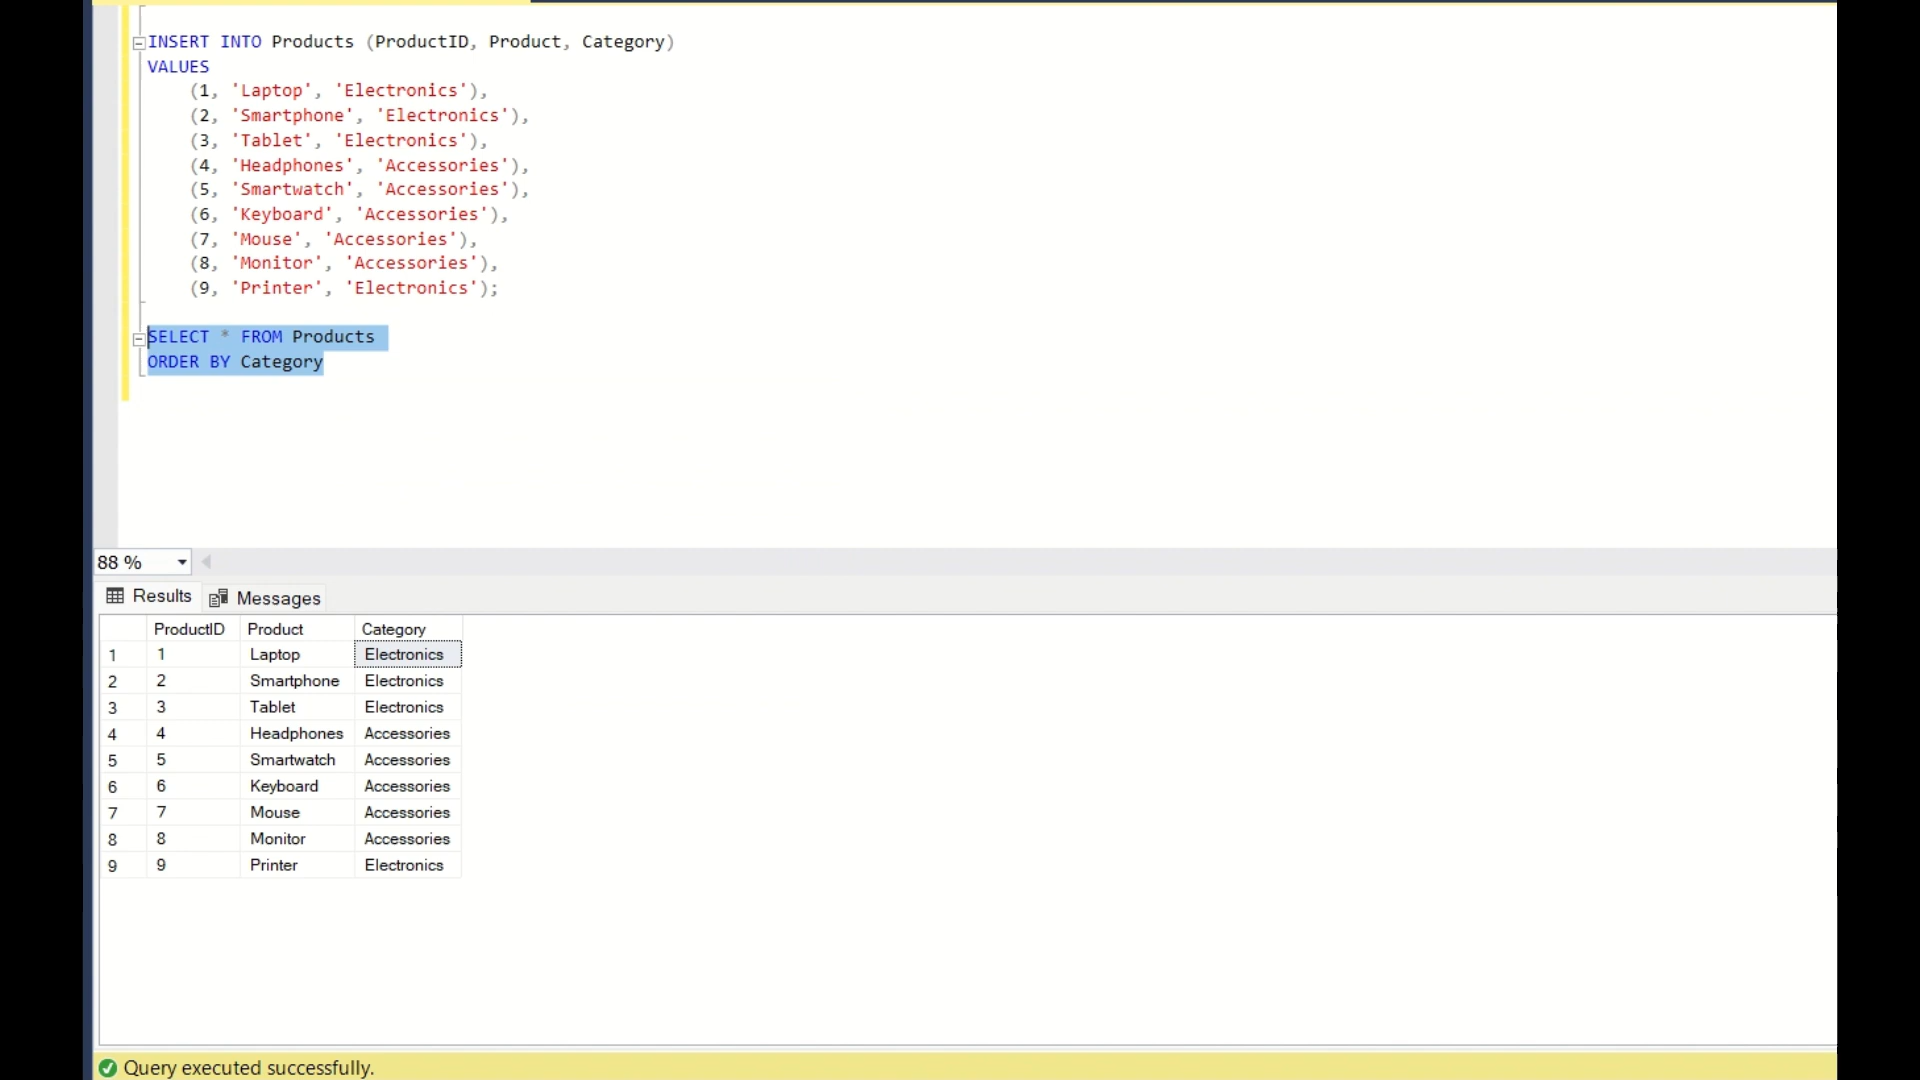 INSERT INTO Products (ProductID, Product, Category)
VALUES
(1, 'Laptop', 'Electronics'),
(2, 'Smartphone', 'Electronics'),
(3, 'Tablet', 'Electronics'),
(4, 'Headphones', 'Accessories'),
(5, 'Smartwatch', 'Accessories'),
(6, 'Keyboard', 'Accessories'),
(7, 'Mouse', 'Accessories'),
(8, 'Monitor', 'Accessories'),
(9, 'Printer', 'Electronics');
SELECT * FROM Products
ORDER BY Category
88 %
Results Messages
ProductID Product Category
1 1 Laptop Electronics
2 2 Smartphone Electronics
3 3 Tablet Electronics
4 4 Headphones Accessories
5 5 Smartwatch Accessories
6 6 Keyboard Accessories
7 7 Mouse Accessories
8 8 Monitor Accessories
9 9 Printer Electronics
Query executed successfully.